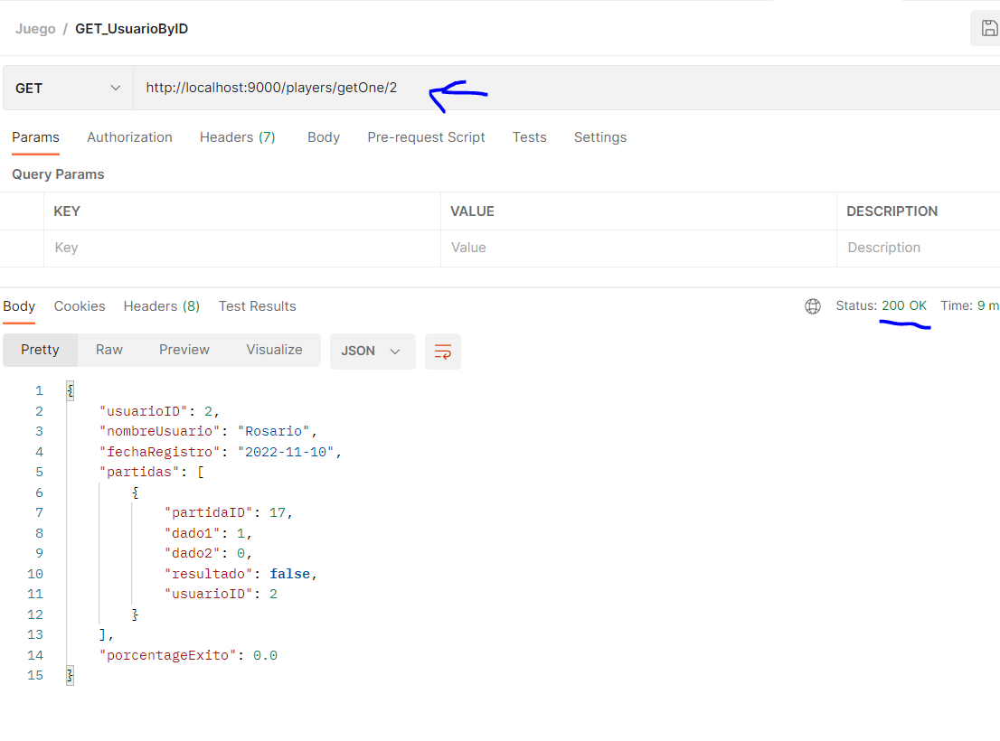 Juego / GET_UsuarioByID
GET http://localhost:9000/players/getOne/2
Params Authorization Headers (7) Body Pre-request Script Tests Settings
Query Params
KEY VALUE DESCRIPTION
Key Value Description
Body Cookies Headers (8) Test Results Status: 200 OK Time: 9 m
Pretty Raw Preview Visualize JSON
1 {
2 "usuarioID": 2,
3 "nombreUsuario": "Rosario",
4 "fechaRegistro": "2022-11-10",
5 "partidas": [
6 {
7 "partidaID": 17,
8 "dado1": 1,
9 "dado2": 0,
10 "resultado": false,
11 "usuarioID": 2
12 }
13 ],
14 "porcentageExito": 0.0
15 }